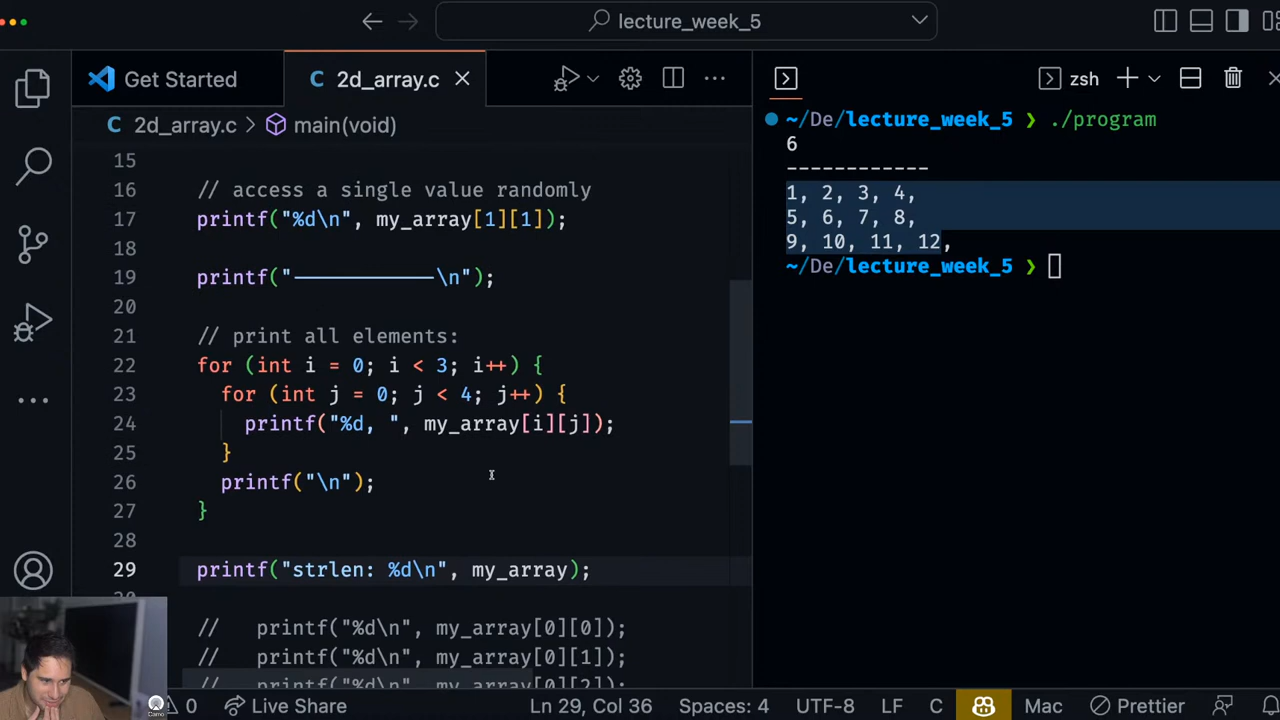 lecture_week_5
Get Started
C 2d_array.c
zsh
C 2d_array.c > main(void)
15
16 // access a single value randomly
17 printf("%d\n", my_array[1][1]);
18
19 printf("————————————\n");
20
21 // print all elements:
22 for (int i = 0; i < 3; i++) {
23 for (int j = 0; j < 4; j++) {
24 printf("%d, ", my_array[i][j]);
25 }
26 printf("\n");
27 }
28
29 printf("strlen: %d\n", my_array);
// printf("%d\n", my_array[0][0]);
// printf("%d\n", my_array[0][1]);
// printf("%d\n", my_array[0][2]);
~/De/lecture_week_5 ❯ ./program
6
------------
1, 2, 3, 4,
5, 6, 7, 8,
9, 10, 11, 12,
~/De/lecture_week_5 ❯
Camo
0
Live Share
Ln 29, Col 36
Spaces: 4
UTF-8
LF
C
Mac
Prettier